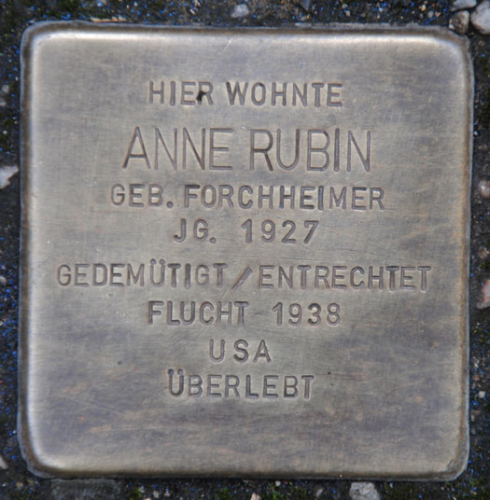 HIER WOHNTE
ANNE RUBIN
GEB. FORCHHEIMER
JG. 1927
GEDEMÜTIGT/ENTRECHTET
FLUCHT 1938
USA
ÜBERLEBT